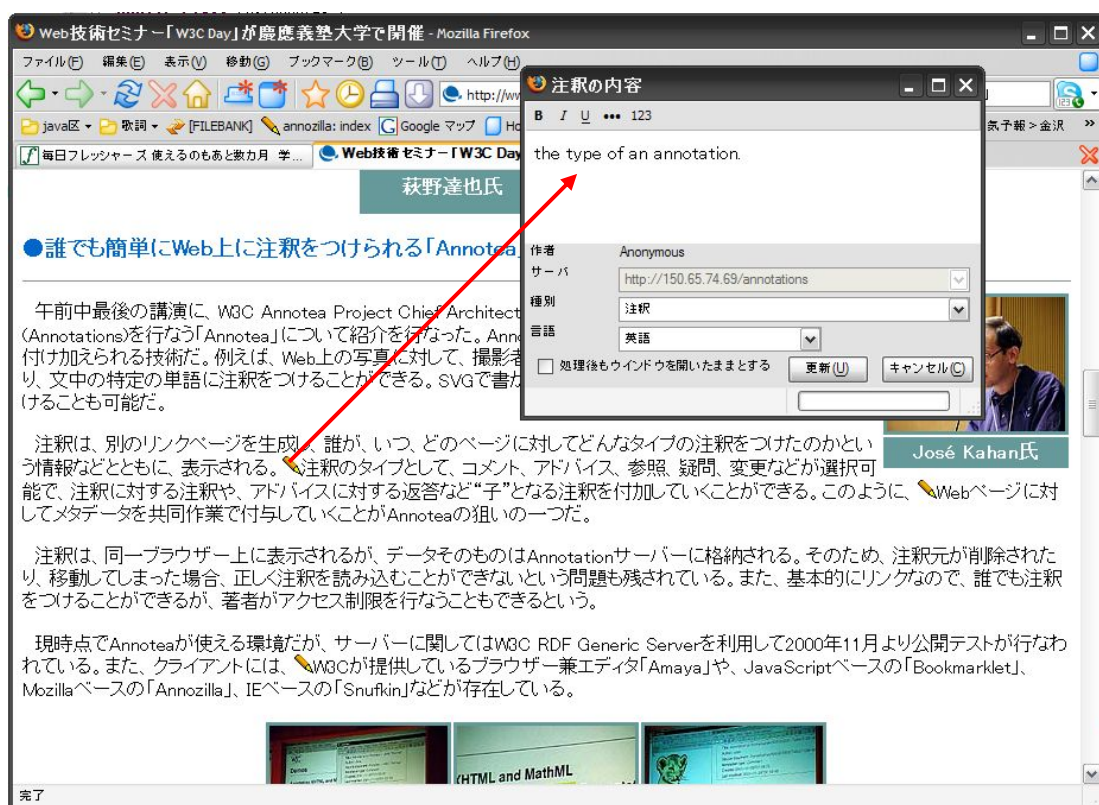 Web技術セミナー「W3C Day」が慶應義塾大学で開催 - Mozilla Firefox
ファイル(F) 編集(E) 表示(V) 移動(G) ブックマーク(B) ツール(T) ヘルプ(H)
http://ww
java区 歌詞 [FILEBANK] annozilla: index Google マップ 気予報>金沢 »
毎日フレッシャーズ 使えるのもあと数カ月 学... Web技術セミナー「W3C Day
萩野達也氏
●誰でも簡単にWeb上に注釈をつけられる「Annotea」
午前中最後の講演に、W3C Annotea Project Chief Architect
(Annotations)を行なう「Annotea」について紹介を行なった。Anno
付け加えられる技術だ。例えば、Web上の写真に対して、撮影者
り、文中の特定の単語に注釈をつけることができる。SVGで書か
けることも可能だ。
注釈は、別のリンクページを生成し、誰が、いつ、どのページに対してどんなタイプの注釈をつけたのかとい
う情報などとともに、表示される。注釈のタイプとして、コメント、アドバイス、参照、疑問、変更などが選択可
能で、注釈に対する注釈や、アドバイスに対する返答など“子”となる注釈を付加していくことができる。このように、Webページに対
してメタデータを共同作業で付与していくことがAnnoteaの狙いの一つだ。
José Kahan氏
注釈は、同一ブラウザー上に表示されるが、データそのものはAnnotationサーバーに格納される。そのため、注釈元が削除された
り、移動してしまった場合、正しく注釈を読み込むことができないという問題も残されている。また、基本的にリンクなので、誰でも注釈
をつけることができるが、著者がアクセス制限を行なうこともできるという。
現時点でAnnoteaが使える環境だが、サーバーに関してはW3C RDF Generic Serverを利用して2000年11月より公開テストが行なわ
れている。また、クライアントには、W3Cが提供しているブラウザー兼エディタ「Amaya」や、JavaScriptベースの「Bookmarklet」、
Mozillaベースの「Annozilla」、IEベースの「Snufkin」などが存在している。
(HTML and MathML
完了
注釈の内容
B I U ••• 123
the type of an annotation.
作者 Anonymous
サーバ http://150.65.74.69/annotations
種別 注釈
言語 英語
処理後もウインドウを開いたままとする 更新(U) キャンセル(C)